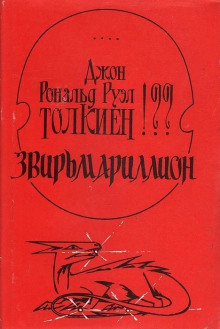 ....
Джон
Рональд Руэл
ТОЛКИЕН !??
ЗВИРЬМАРИЛЛИОН